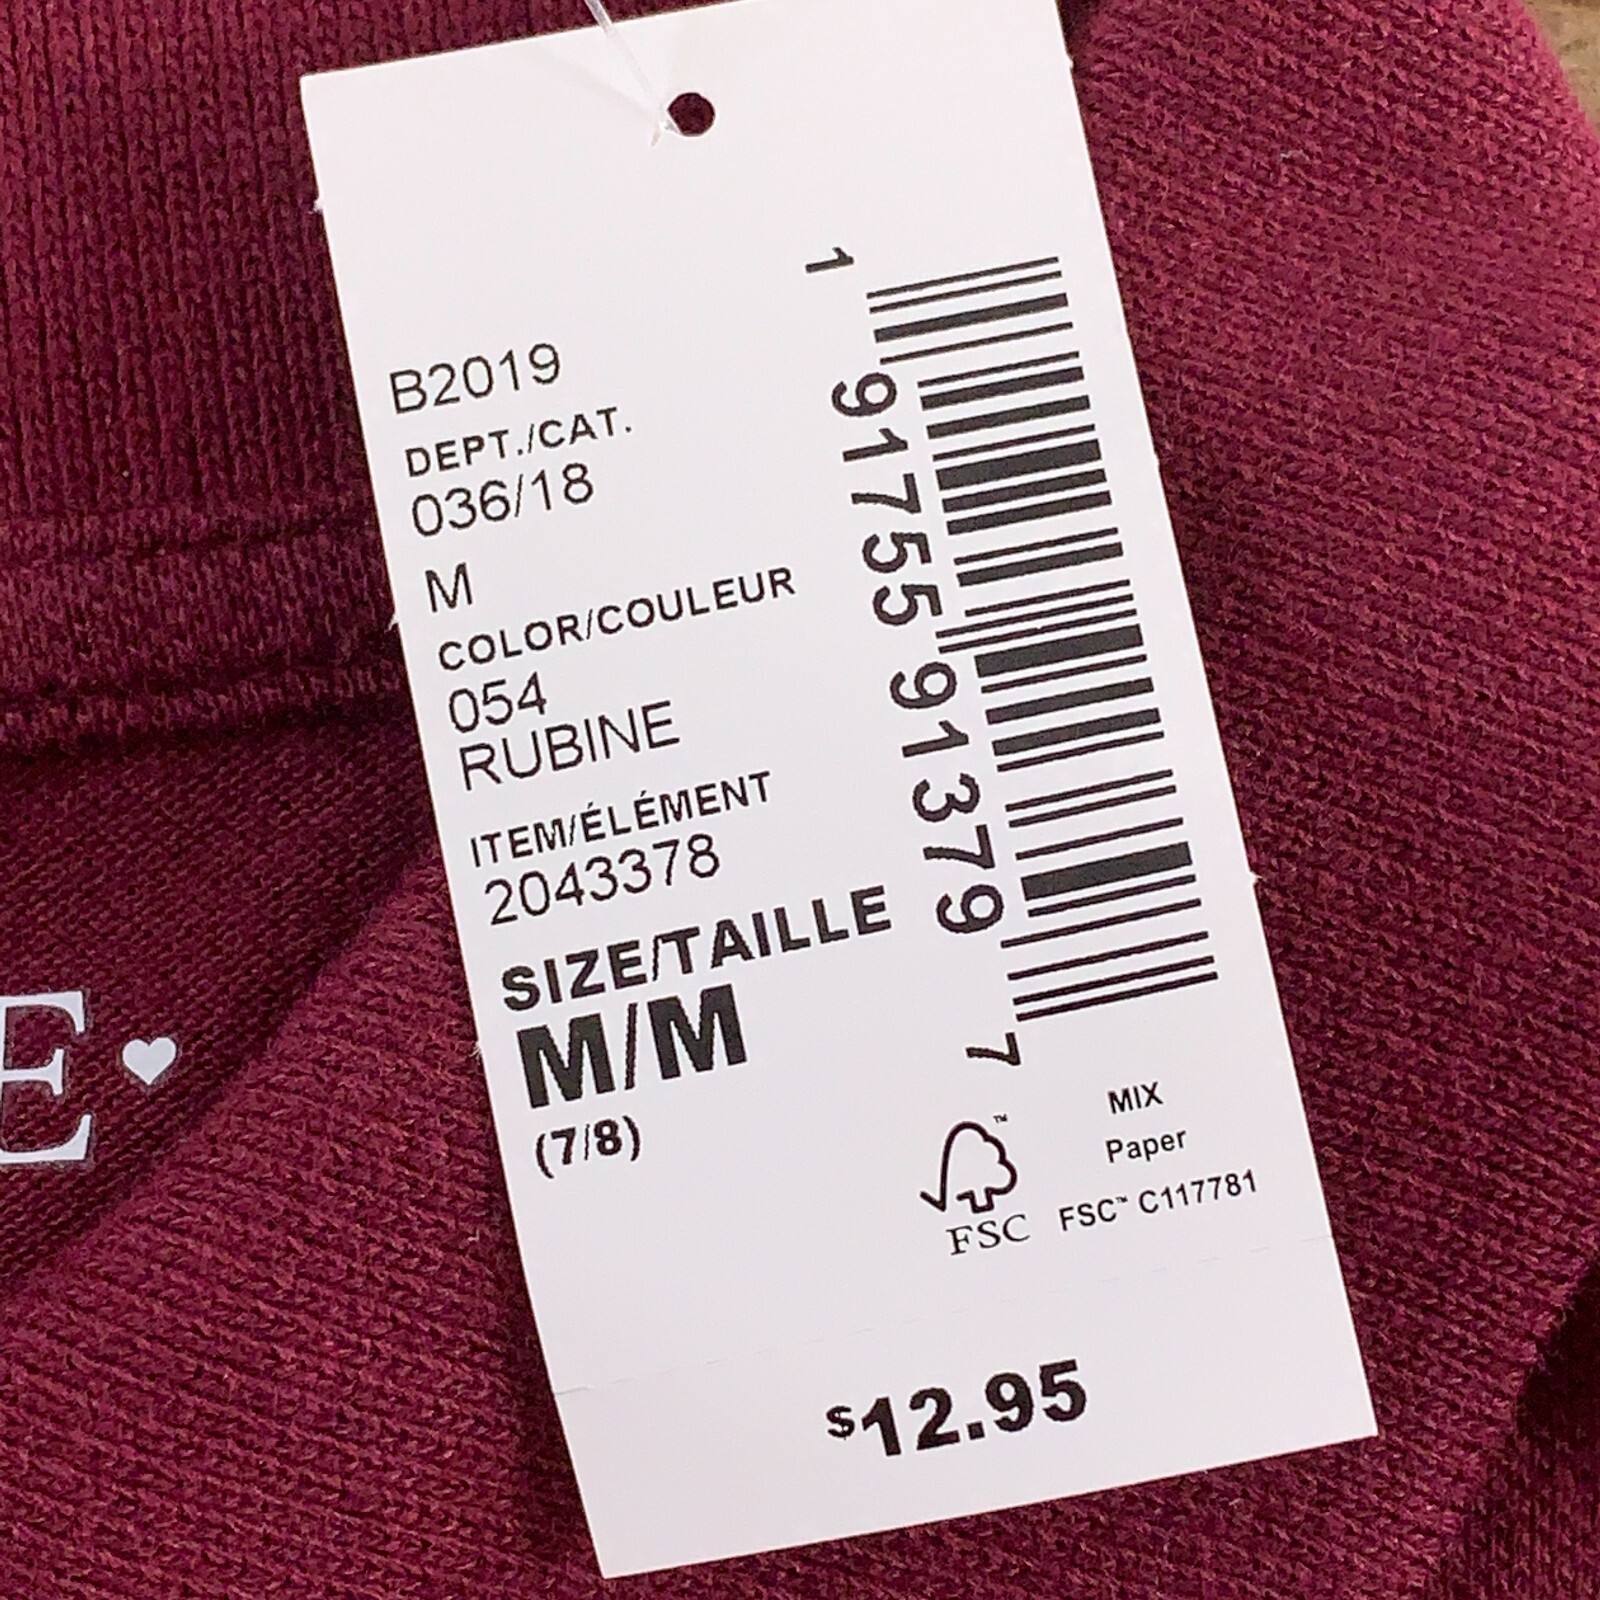 B2019
DEPT./CAT.
036/18
M
COLOR/COULEUR
054
RUBINE
ITEM/ÉLÉMENT
2043378
SIZE/TAILLE
M/M
(7/8)
1 91755 91379 7
FSC™
MIX
Paper
FSC™ C117781
$12.95
E